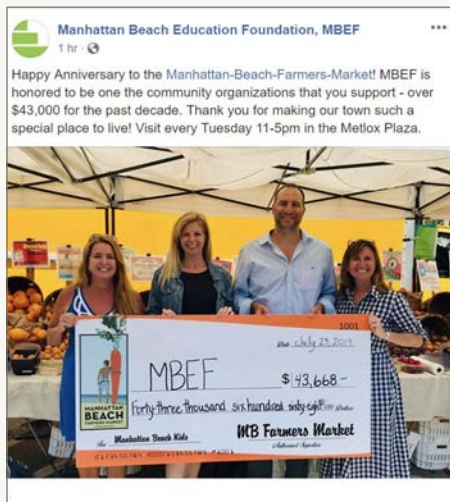 Manhattan Beach Education Foundation, MBEF
1 hr ·
Happy Anniversary to the Manhattan-Beach-Farmers-Market! MBEF is
honored to be one the community organizations that you support - over
$43,000 for the past decade. Thank you for making our town such a
special place to live! Visit every Tuesday 11-5pm in the Metlox Plaza.
1001
July 23, 2019
MBEF
$43,668-
Forty-three thousand six hundred sixty-eight
Dollars
MANHATTAN
BEACH
FARMERS MARKET
Manhattan Beach Kids
MB Farmers Market
Authorized Signature